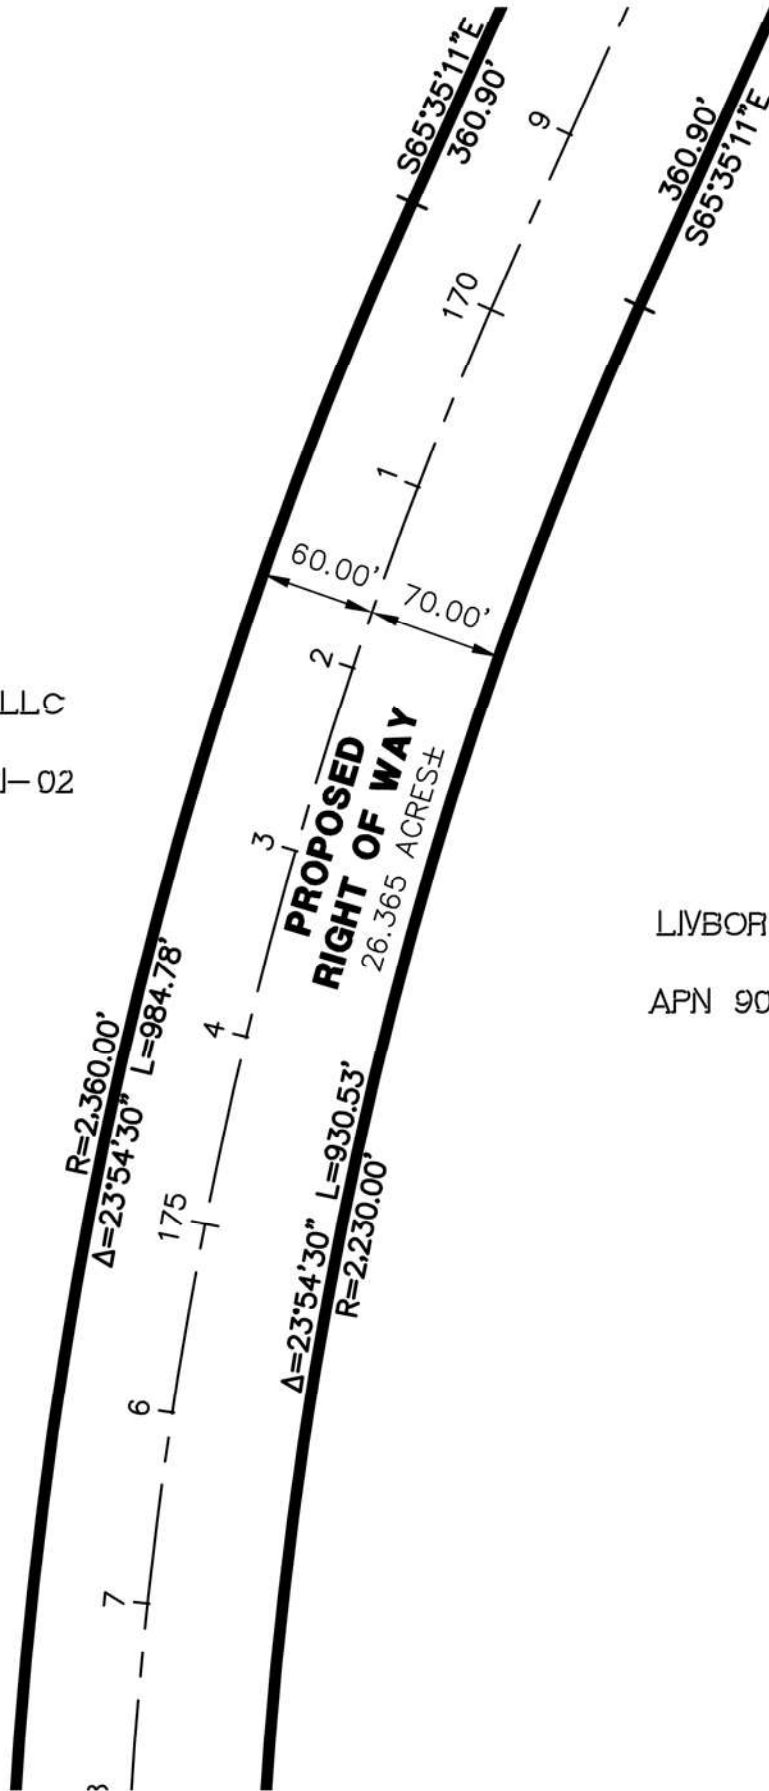 S65°35'11"E
360.90'
9
360.90'
S65°35'11"E
170
1
60.00'
70.00'
2
LLC
-02
PROPOSED
RIGHT OF WAY
26.365 ACRES±
3
LIVBOR
APN 90
4
R=2,360.00'
Δ=23°54'30" L=984.78'
175
Δ=23°54'30" L=930.53'
R=2,230.00'
6
7